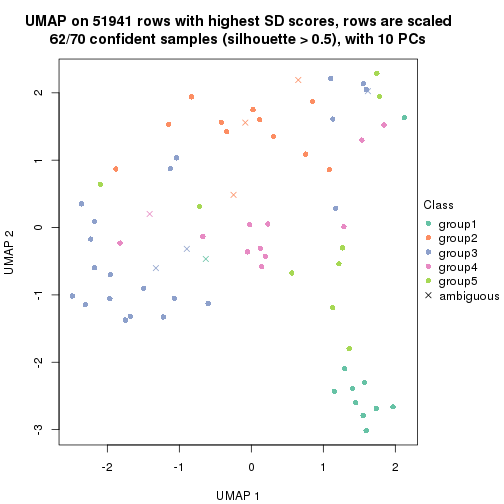 UMAP on 51941 rows with highest SD scores, rows are scaled
62/70 confident samples (silhouette > 0.5), with 10 PCs
UMAP 2
2
1
0
-1
-2
-3
-2
-1
0
1
2
UMAP 1
Class
group1
group2
group3
group4
group5
ambiguous